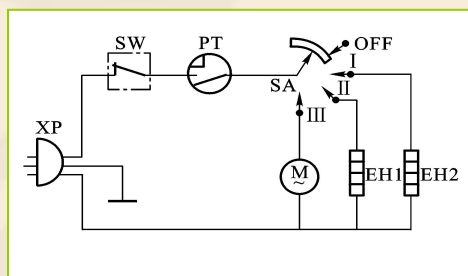 SW PT OFF
I
SA II
XP III
M
~
EH1 EH2